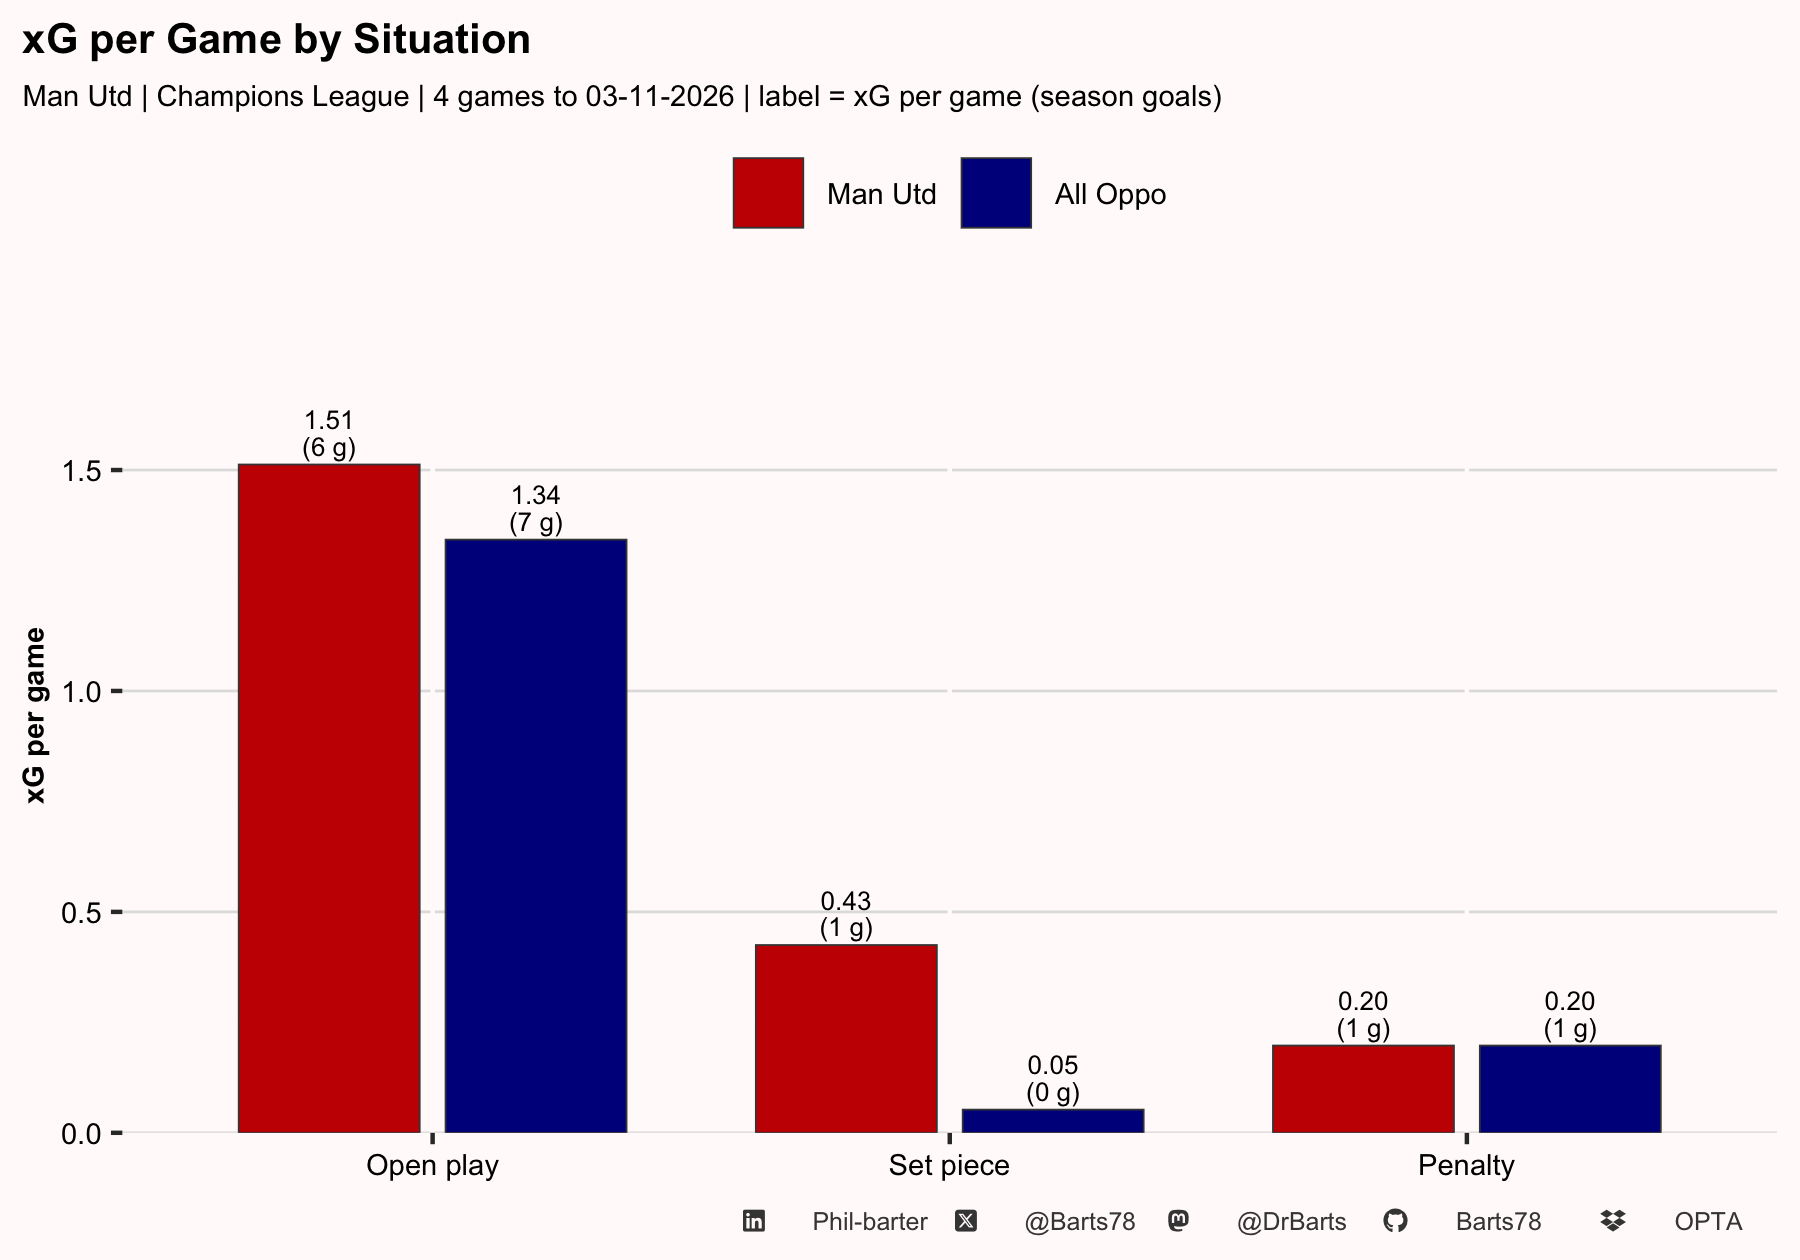 xG per Game by Situation
Man Utd | Champions League | 4 games to 03-11-2026 | label = xG per game (season goals)
Man Utd
All Oppo
xG per game
1.5
1.0
0.5
0.0
1.51
(6 g)
1.34
(7 g)
0.43
(1 g)
0.05
(0 g)
0.20
(1 g)
0.20
(1 g)
Open play
Set piece
Penalty
Phil-barter @Barts78 @DrBarts Barts78 OPTA